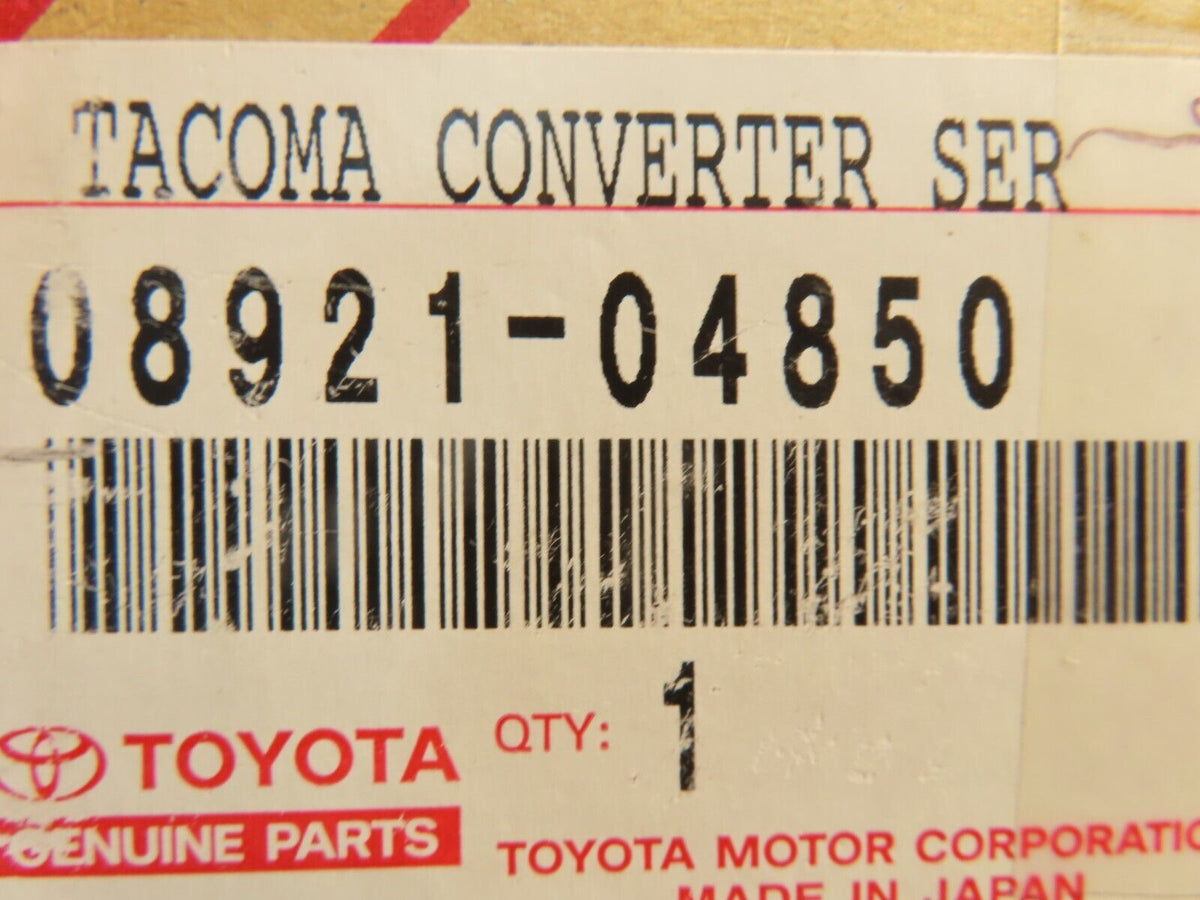 TACOMA CONVERTER SER
08921-04850
QTY: 1
TOYOTA
GENUINE PARTS
TOYOTA MOTOR CORPORATIO
MADE IN JAPAN